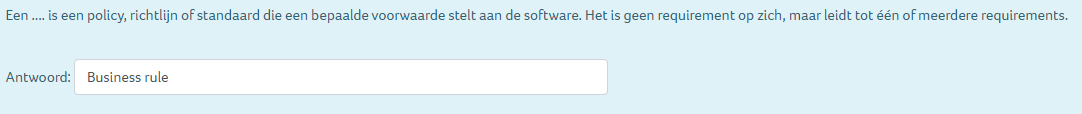 Een .... is een policy, richtlijn of standaard die een bepaalde voorwaarde stelt aan de software. Het is geen requirement op zich, maar leidt tot één of meerdere requirements.
Antwoord: Business rule